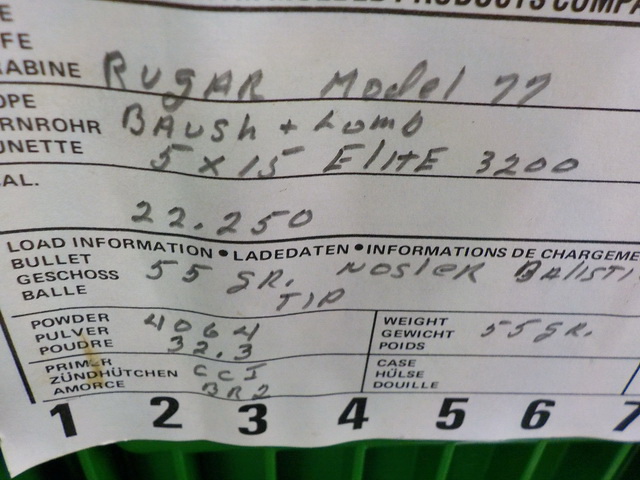 PRODUCTS COMPA
E
FE
ABINE RUGAR Model 77
OPE
RNROHR BAUSH + LOMB
UNETTE 5 X 15 ELITE 3200
AL.
22.250
LOAD INFORMATION • LADEDATEN • INFORMATIONS DE CHARGEME
BULLET 55 GR. NOSLER BALISTI
GESCHOSS TIP
BALLE
POWDER 4064
PULVER 32.3
POUDRE
WEIGHT 55 GR.
GEWICHT
POIDS
PRIMER CCI
ZÜNDHÜTCHEN BR2
AMORCE
CASE
HÜLSE
DOUILLE
1 2 3 4 5 6 7